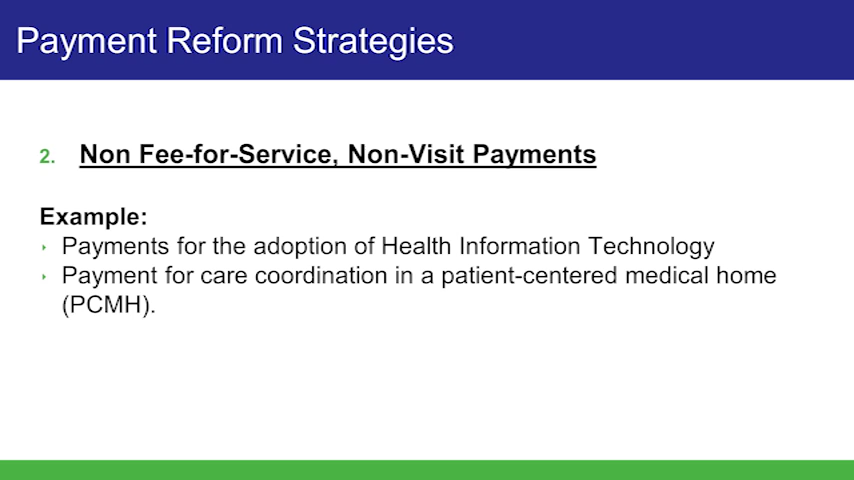 Payment Reform Strategies
2. Non Fee-for-Service, Non-Visit Payments
Example:
Payments for the adoption of Health Information Technology
Payment for care coordination in a patient-centered medical home
(PCMH).